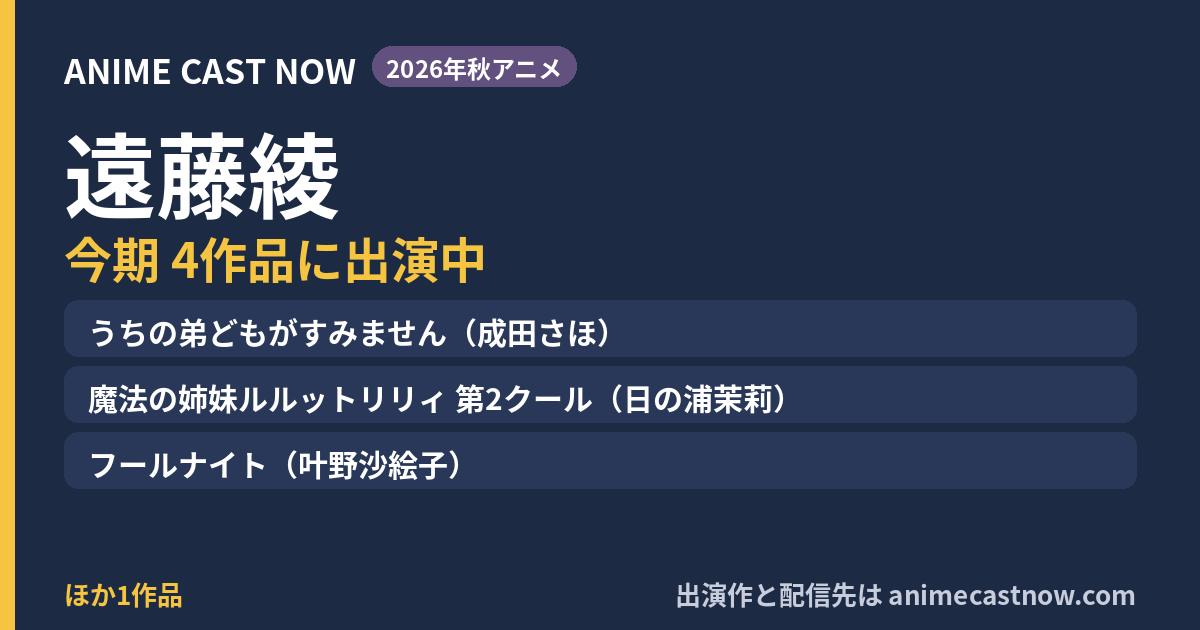 ANIME CAST NOW 2026年秋アニメ
遠藤綾
今期 4作品に出演中
うちの弟どもがすみません（成田さほ）
魔法の姉妹ルルットリリィ 第2クール（日の浦茉莉）
フールナイト（叶野沙絵子）
ほか1作品
出演作と配信先は animecastnow.com